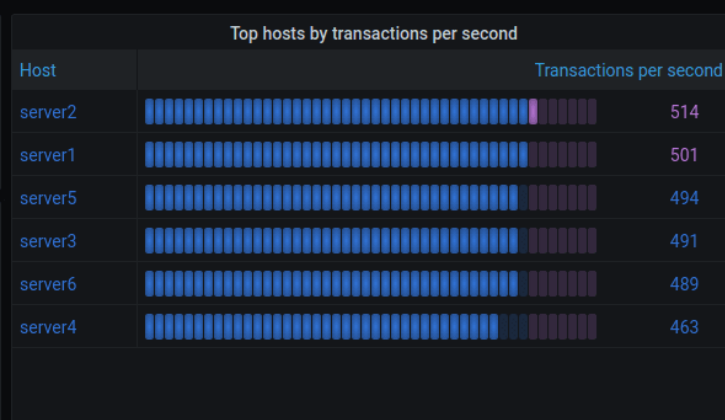 Top hosts by transactions per second
Host Transactions per second
server2 514
server1 501
server5 494
server3 491
server6 489
server4 463